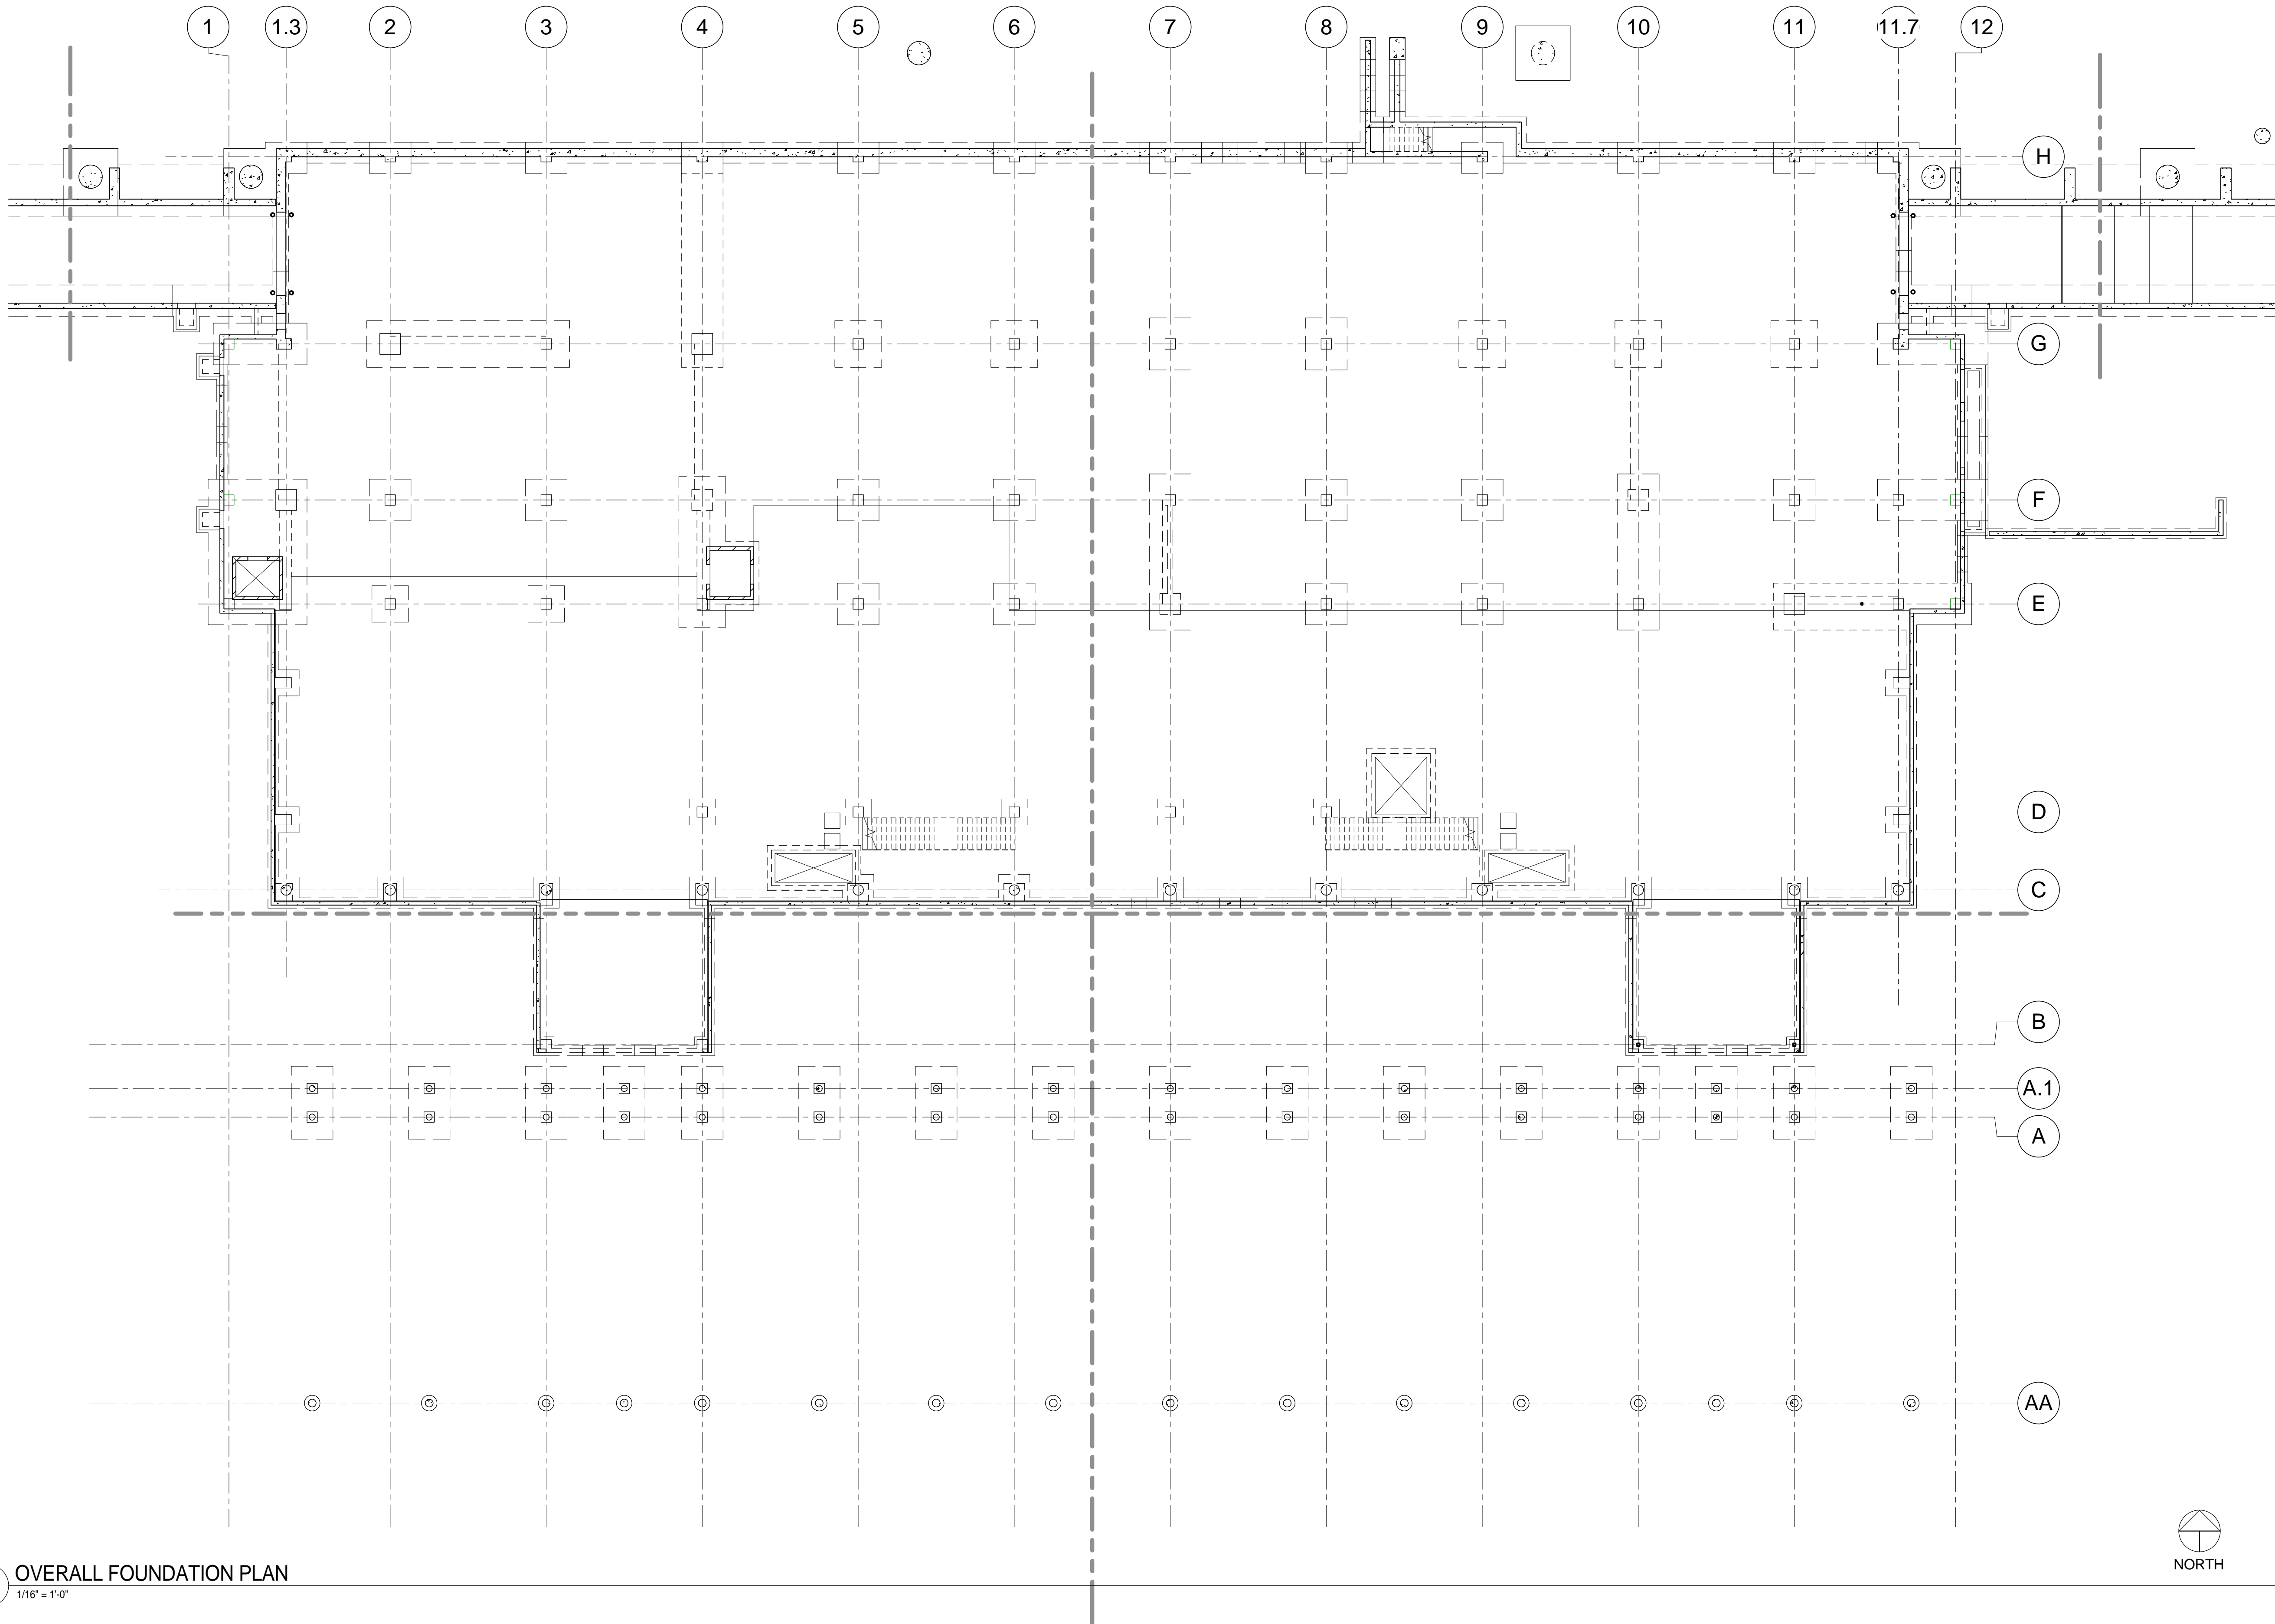 1 1.3 2 3 4 5 6 7 8 9 10 11 11.7 12
H
G
F
E
D
C
B
A.1
A
AA
NORTH
OVERALL FOUNDATION PLAN
1/16" = 1'-0"